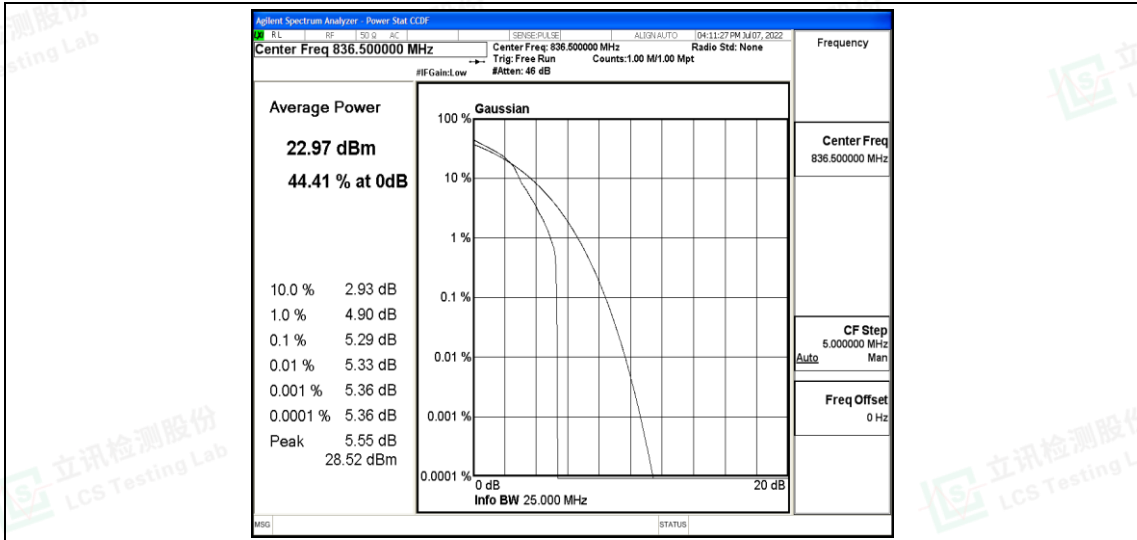 Agilent Spectrum Analyzer - Power Stat CCDF
LXI RL RF 50 Ω AC SENSE:PULSE ALIGNAUTO 04:11:27 PM Jul 07, 2022
Center Freq 836.500000 MHz
Center Freq: 836.500000 MHz Radio Std: None
Trig: Free Run Counts:1.00 M/1.00 Mpt
#IFGain:Low #Atten: 46 dB
Frequency
Average Power
22.97 dBm
44.41 % at 0dB
10.0 % 2.93 dB
1.0 % 4.90 dB
0.1 % 5.29 dB
0.01 % 5.33 dB
0.001 % 5.36 dB
0.0001 % 5.36 dB
Peak 5.55 dB
28.52 dBm
Gaussian
100 %
10 %
1 %
0.1 %
0.01 %
0.001 %
0.0001 %
0 dB 20 dB
Info BW 25.000 MHz
Center Freq
836.500000 MHz
CF Step
5.000000 MHz
Auto Man
Freq Offset
0 Hz
MSG STATUS
立讯检测股份
LCS Testing Lab
立讯检测股份
LCS Testing L